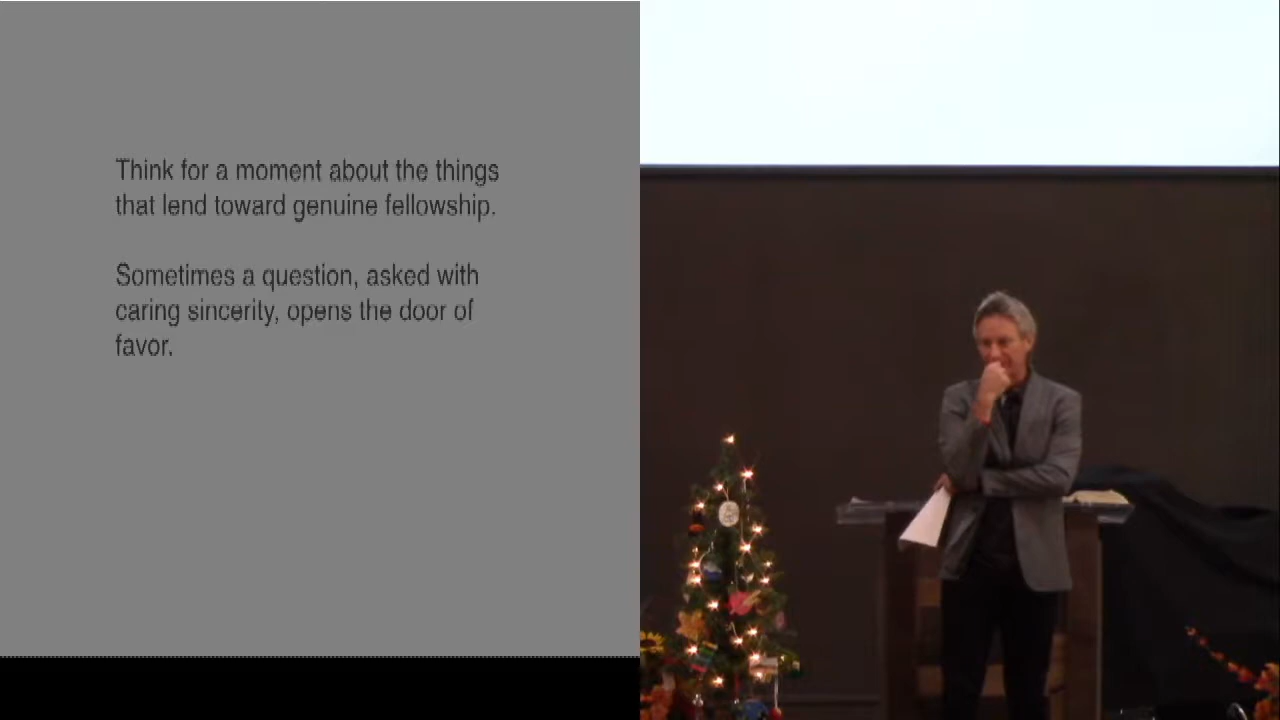 Think for a moment about the things
that lend toward genuine fellowship.
Sometimes a question, asked with
caring sincerity, opens the door of
favor.